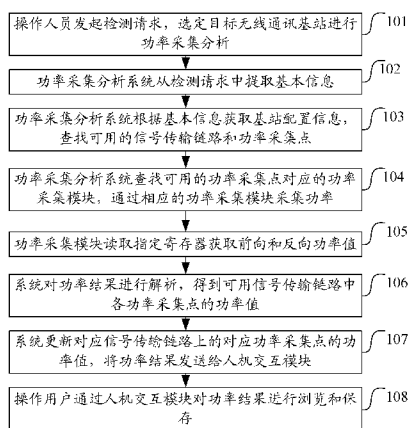 操作人员发起检测请求，选定目标无线通讯基站进行
功率采集分析
101
功率采集分析系统从检测请求中提取基本信息
102
功率采集分析系统根据基本信息获取基站配置信息，
查找可用的信号传输链路和功率采集点
103
功率采集分析系统查找可用的功率采集点对应的功率
采集模块，通过相应的功率采集模块采集功率
104
功率采集模块读取指定寄存器获取前向和反向功率值
105
系统对功率结果进行解析，得到可用信号传输链路中
各功率采集点的功率值
106
系统更新对应信号传输链路上的对应功率采集点的功
率值，将功率结果发送给人机交互模块
107
操作用户通过人机交互模块对功率结果进行浏览和保
存
108